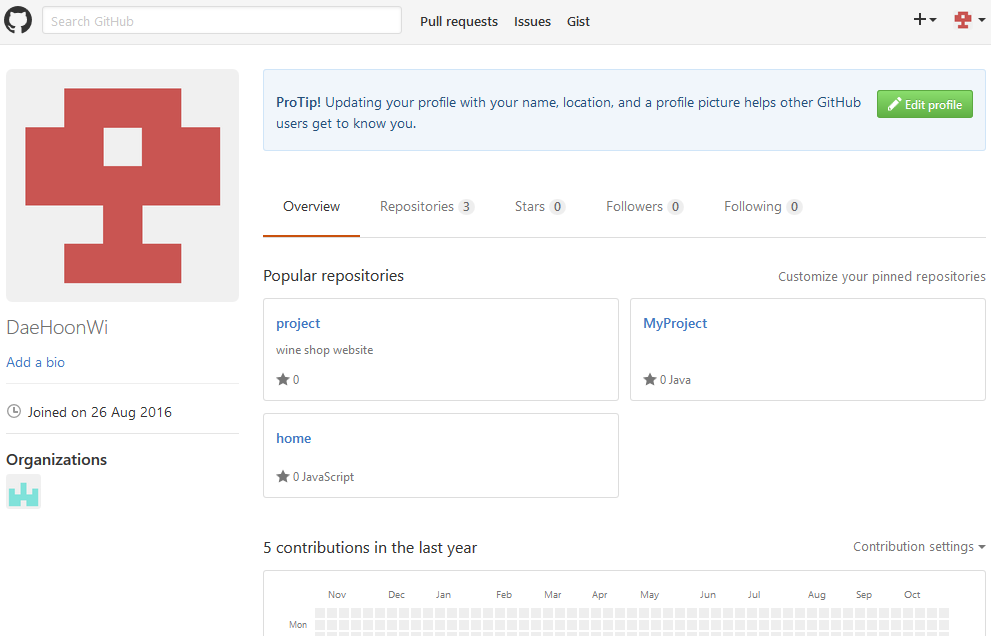 Search GitHub
Pull requests Issues Gist
ProTip! Updating your profile with your name, location, and a profile picture helps other GitHub
users get to know you.
Edit profile
Overview Repositories 3 Stars 0 Followers 0 Following 0
DaeHoonWi
Add a bio
Joined on 26 Aug 2016
Organizations
Popular repositories
Customize your pinned repositories
project
wine shop website
0
MyProject
0 Java
home
0 JavaScript
5 contributions in the last year
Contribution settings
Nov Dec Jan Feb Mar Apr May Jun Jul Aug Sep Oct
Mon